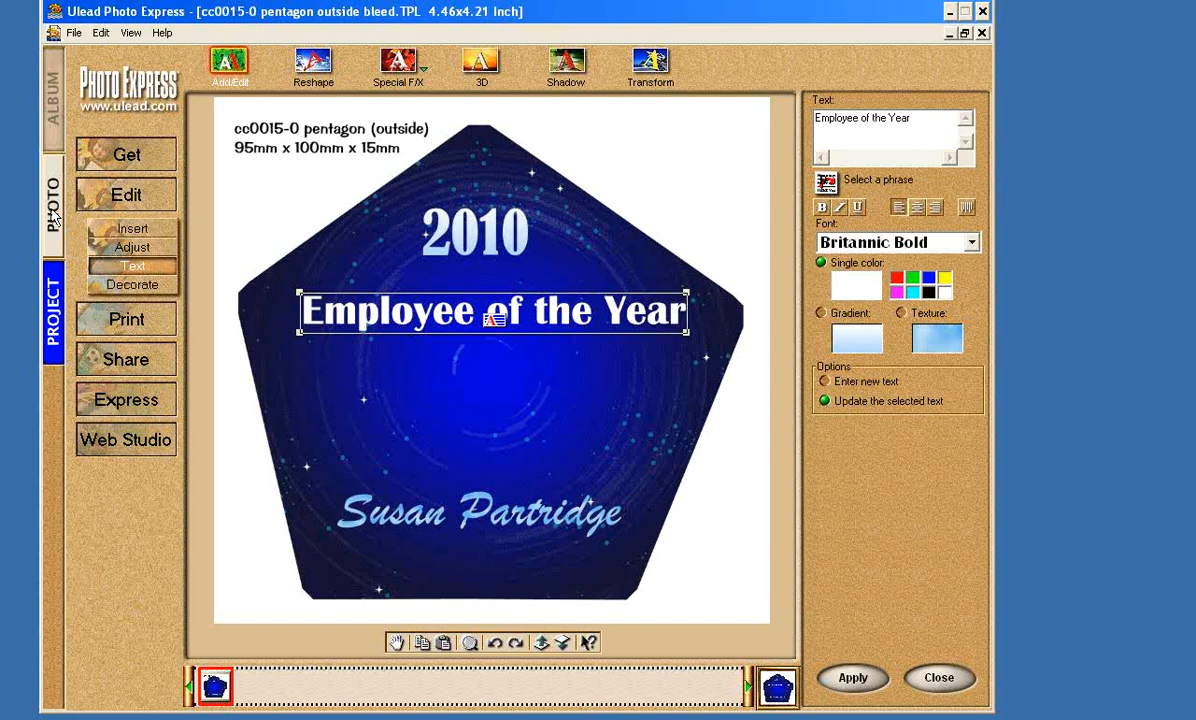 Ulead Photo Express - [cc0015-0 pentagon outside bleed.TPL 4.46x4.21 Inch]
File Edit View Help
ALBUM
PHOTO
PROJECT
PHOTO EXPRESS
www.ulead.com
Add/Edit Reshape Special F/X 3D Shadow Transform
Get
Edit
Insert
Adjust
Text
Decorate
Print
Share
Express
Web Studio
cc0015-0 pentagon (outside)
95mm x 100mm x 15mm
2010
Employee of the Year
Susan Partridge
Text:
Employee of the Year
Select a phrase
B I U
Font:
Britannic Bold
Single color:
Gradient: Texture:
Options
Enter new text
Update the selected text
Apply Close